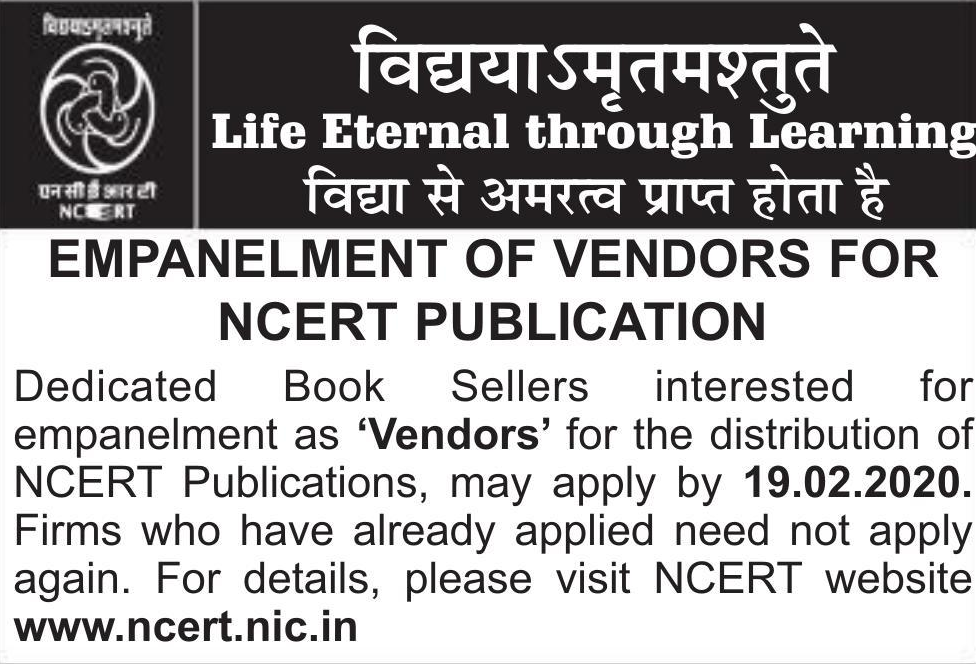 विद्ययाऽमृतमश्नुते
एन सी ई आर टी
NCERT
विद्ययाऽमृतमश्तुते
Life Eternal through Learning
विद्या से अमरत्व प्राप्त होता है
EMPANELMENT OF VENDORS FOR
NCERT PUBLICATION
Dedicated Book Sellers interested for
empanelment as ‘Vendors’ for the distribution of
NCERT Publications, may apply by 19.02.2020.
Firms who have already applied need not apply
again. For details, please visit NCERT website
www.ncert.nic.in